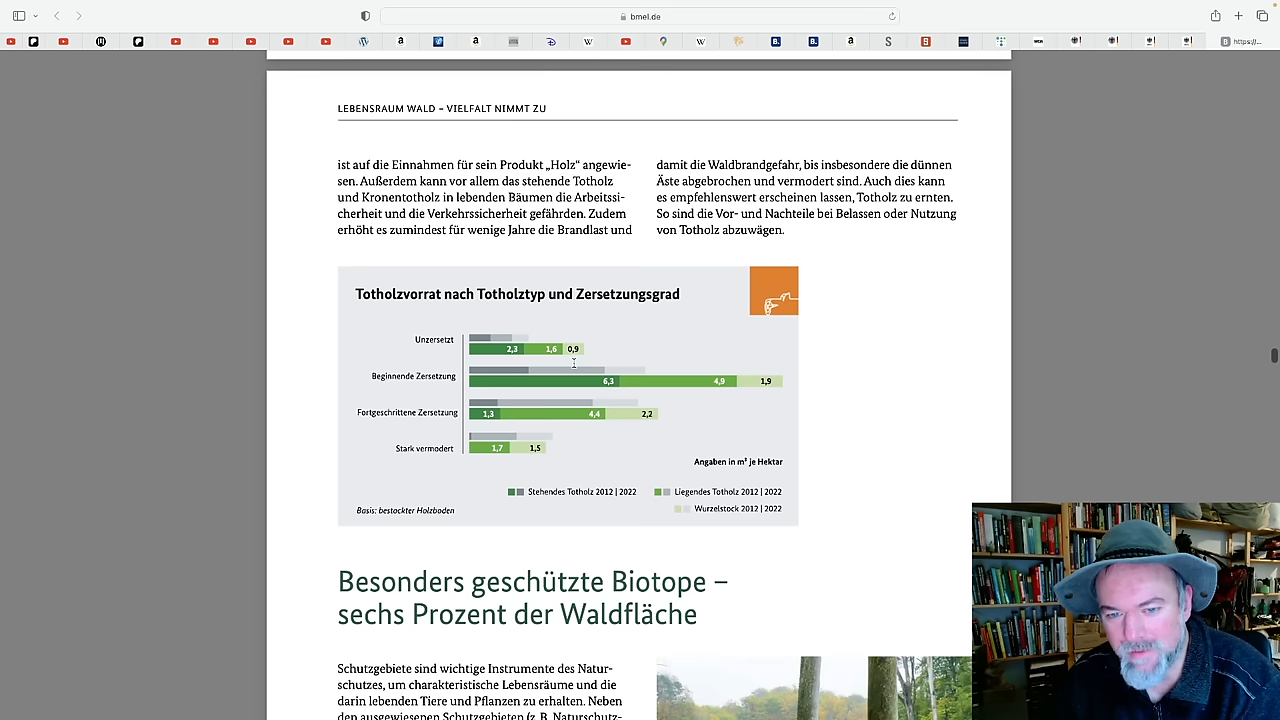 bmel.de
https://...
LEBENSRAUM WALD – VIELFALT NIMMT ZU
ist auf die Einnahmen für sein Produkt „Holz“ angewie-
sen. Außerdem kann vor allem das stehende Totholz
und Kronentotholz in lebenden Bäumen die Arbeitssi-
cherheit und die Verkehrssicherheit gefährden. Zudem
erhöht es zumindest für wenige Jahre die Brandlast und
damit die Waldbrandgefahr, bis insbesondere die dünnen
Äste abgebrochen und vermodert sind. Auch dies kann
es empfehlenswert erscheinen lassen, Totholz zu ernten.
So sind die Vor- und Nachteile bei Belassen oder Nutzung
von Totholz abzuwägen.
Totholzvorrat nach Totholztyp und Zersetzungsgrad
Unzersetzt
2,3 1,6 0,9
Beginnende Zersetzung
6,3 4,9 1,9
Fortgeschrittene Zersetzung
1,3 4,4 2,2
Stark vermodert
1,7 1,5
Angaben in m³ je Hektar
Stehendes Totholz 2012 | 2022
Liegendes Totholz 2012 | 2022
Wurzelstock 2012 | 2022
Basis: bestockter Holzboden
Besonders geschützte Biotope –
sechs Prozent der Waldfläche
Schutzgebiete sind wichtige Instrumente des Natur-
schutzes, um charakteristische Lebensräume und die
darin lebenden Tiere und Pflanzen zu erhalten. Neben
den ausgewiesenen Schutzgebieten (z. B. Naturschutz-